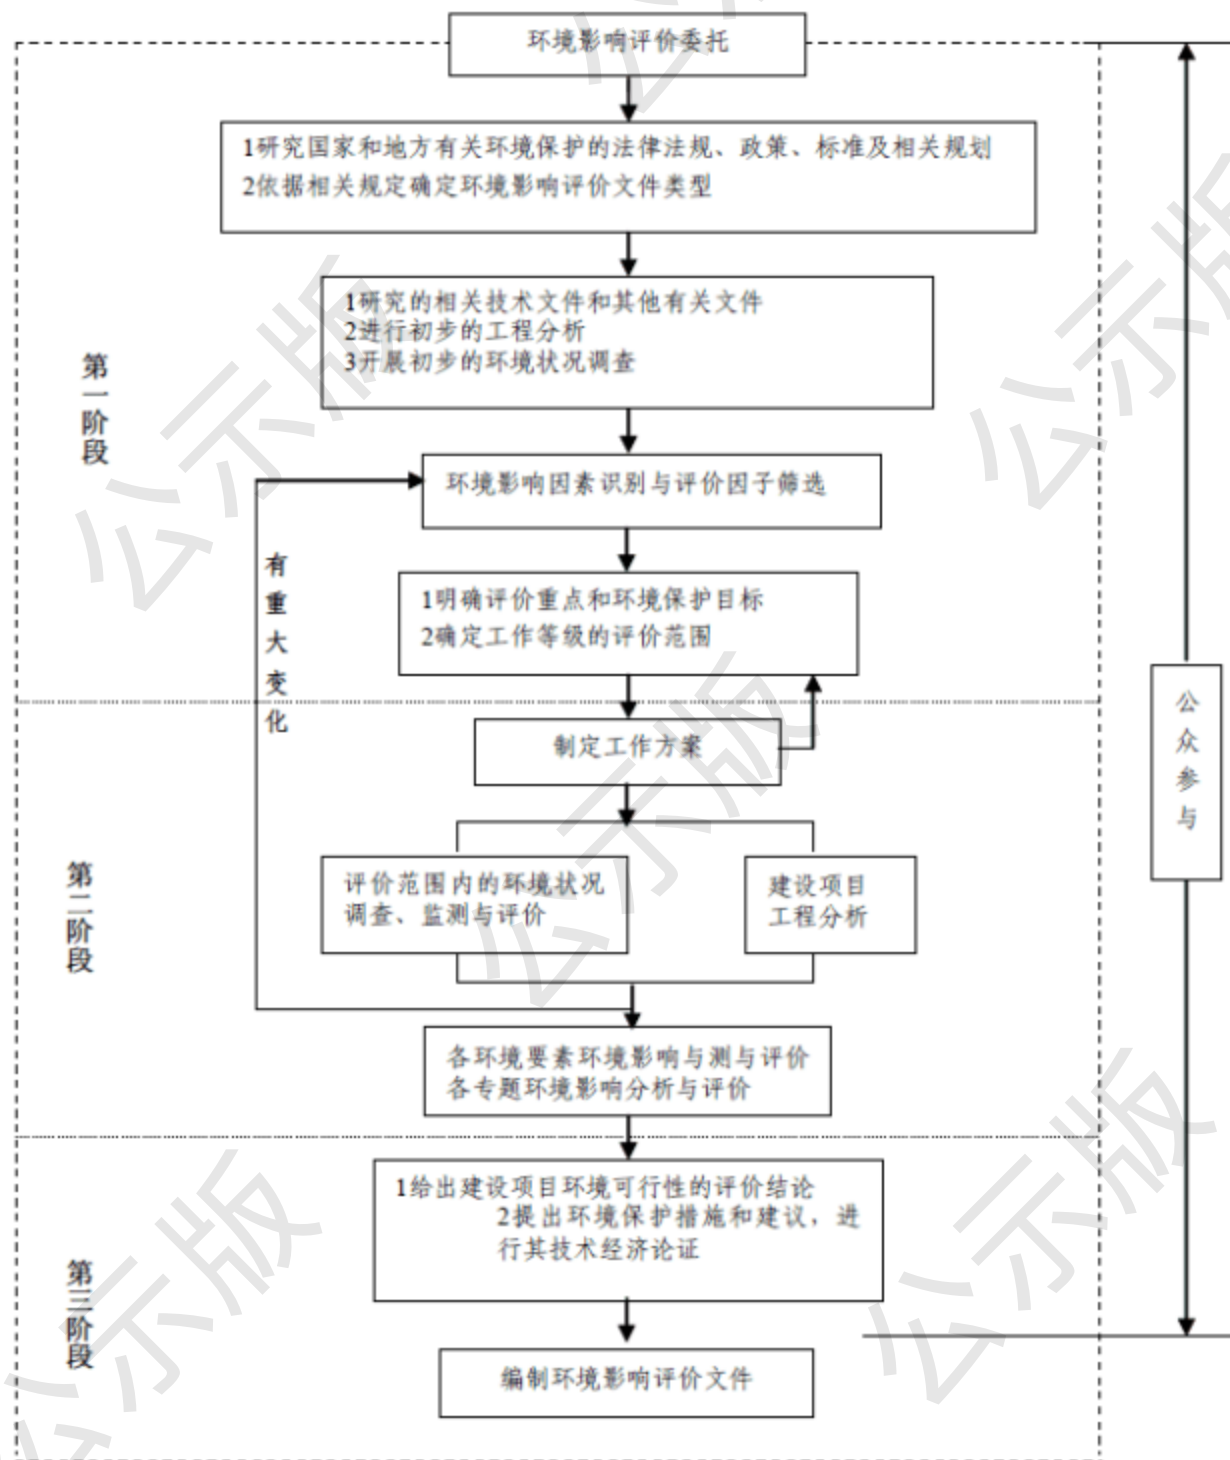 环境影响评价委托
1研究国家和地方有关环境保护的法律法规、政策、标准及相关规划
2依据相关规定确定环境影响评价文件类型
1研究的相关技术文件和其他有关文件
2进行初步的工程分析
3开展初步的环境状况调查
第一阶段
环境影响因素识别与评价因子筛选
有重大变化
1明确评价重点和环境保护目标
2确定工作等级的评价范围
公众参与
制定工作方案
第二阶段
评价范围内的环境状况
调查、监测与评价
建设项目
工程分析
各环境要素环境影响与测与评价
各专题环境影响分析与评价
第三阶段
1给出建设项目环境可行性的评价结论
2提出环境保护措施和建议，进
行其技术经济论证
编制环境影响评价文件
公示版
公示版
公示版
公示版
公示版